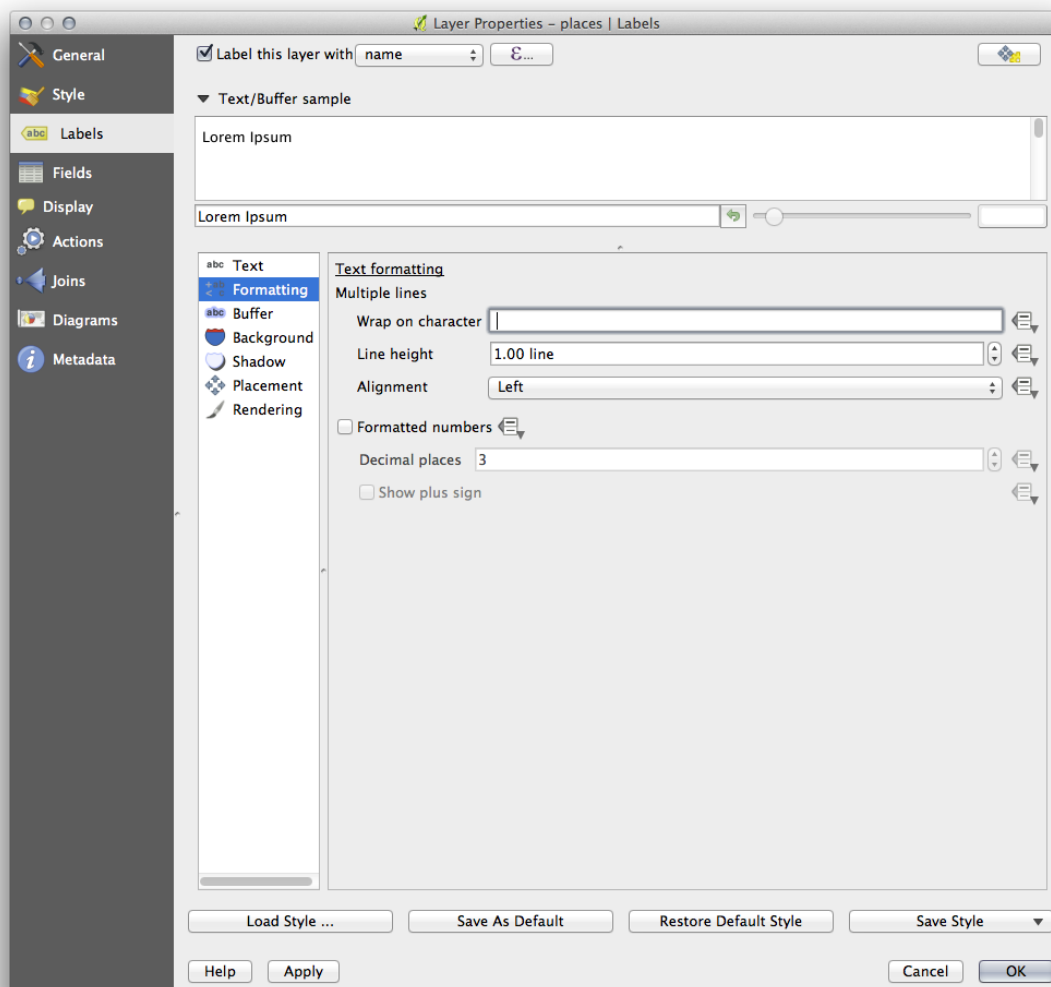 Layer Properties – places | Labels
General
Style
abc Labels
Fields
Display
Actions
Joins
Diagrams
i Metadata
Label this layer with name ε...
Text/Buffer sample
Lorem Ipsum
Lorem Ipsum
abc Text
Formatting
abc Buffer
Background
Shadow
Placement
Rendering
Text formatting
Multiple lines
Wrap on character
Line height 1.00 line
Alignment Left
Formatted numbers
Decimal places 3
Show plus sign
Load Style ... Save As Default Restore Default Style Save Style
Help Apply Cancel OK